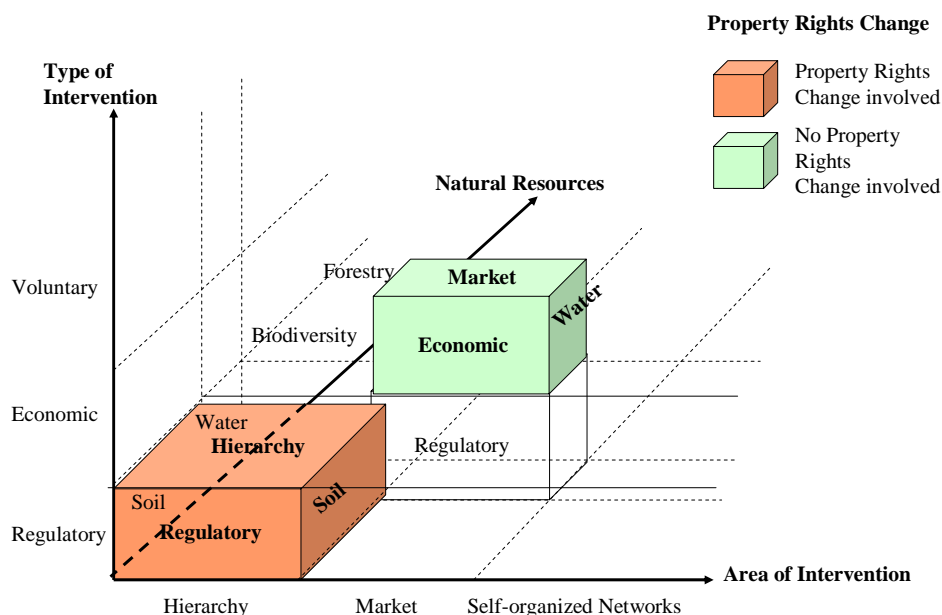 Property Rights Change
Type of
Intervention
Property Rights
Change involved
No Property
Rights
Change involved
Natural Resources
Forestry
Market
Voluntary
Water
Biodiversity
Economic
Economic
Water
Hierarchy
Regulatory
Soil
Soil
Regulatory
Regulatory
Area of Intervention
Hierarchy
Market
Self-organized Networks